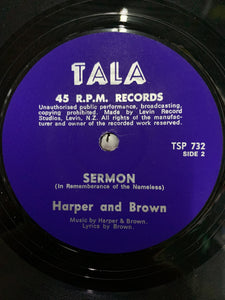 TALA
45 R.P.M. RECORDS
Unauthorised public performance, broadcasting,
copying prohibited. Made by Levin Record
Studios, Levin, N.Z. All rights of the manufac-
turer and owner of the recorded work reserved.
TSP 732
SIDE 2
SERMON
(In Rememberance of the Nameless)
Harper and Brown
Music by Harper & Brown.
Lyrics by Brown.